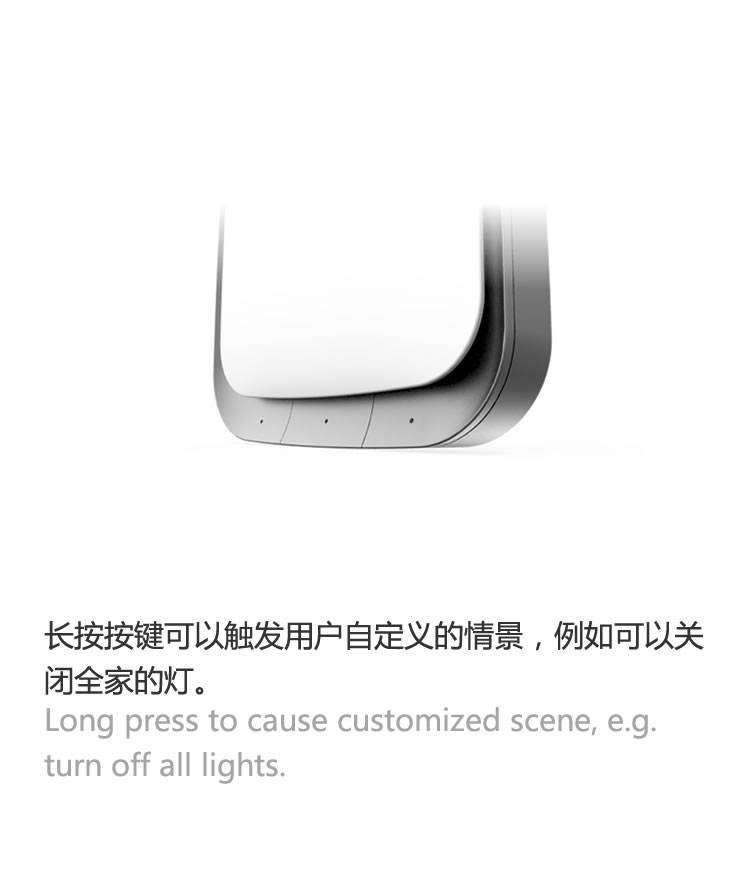 长按按键可以触发用户自定义的情景，例如可以关
闭全家的灯。
Long press to cause customized scene, e.g.
turn off all lights.